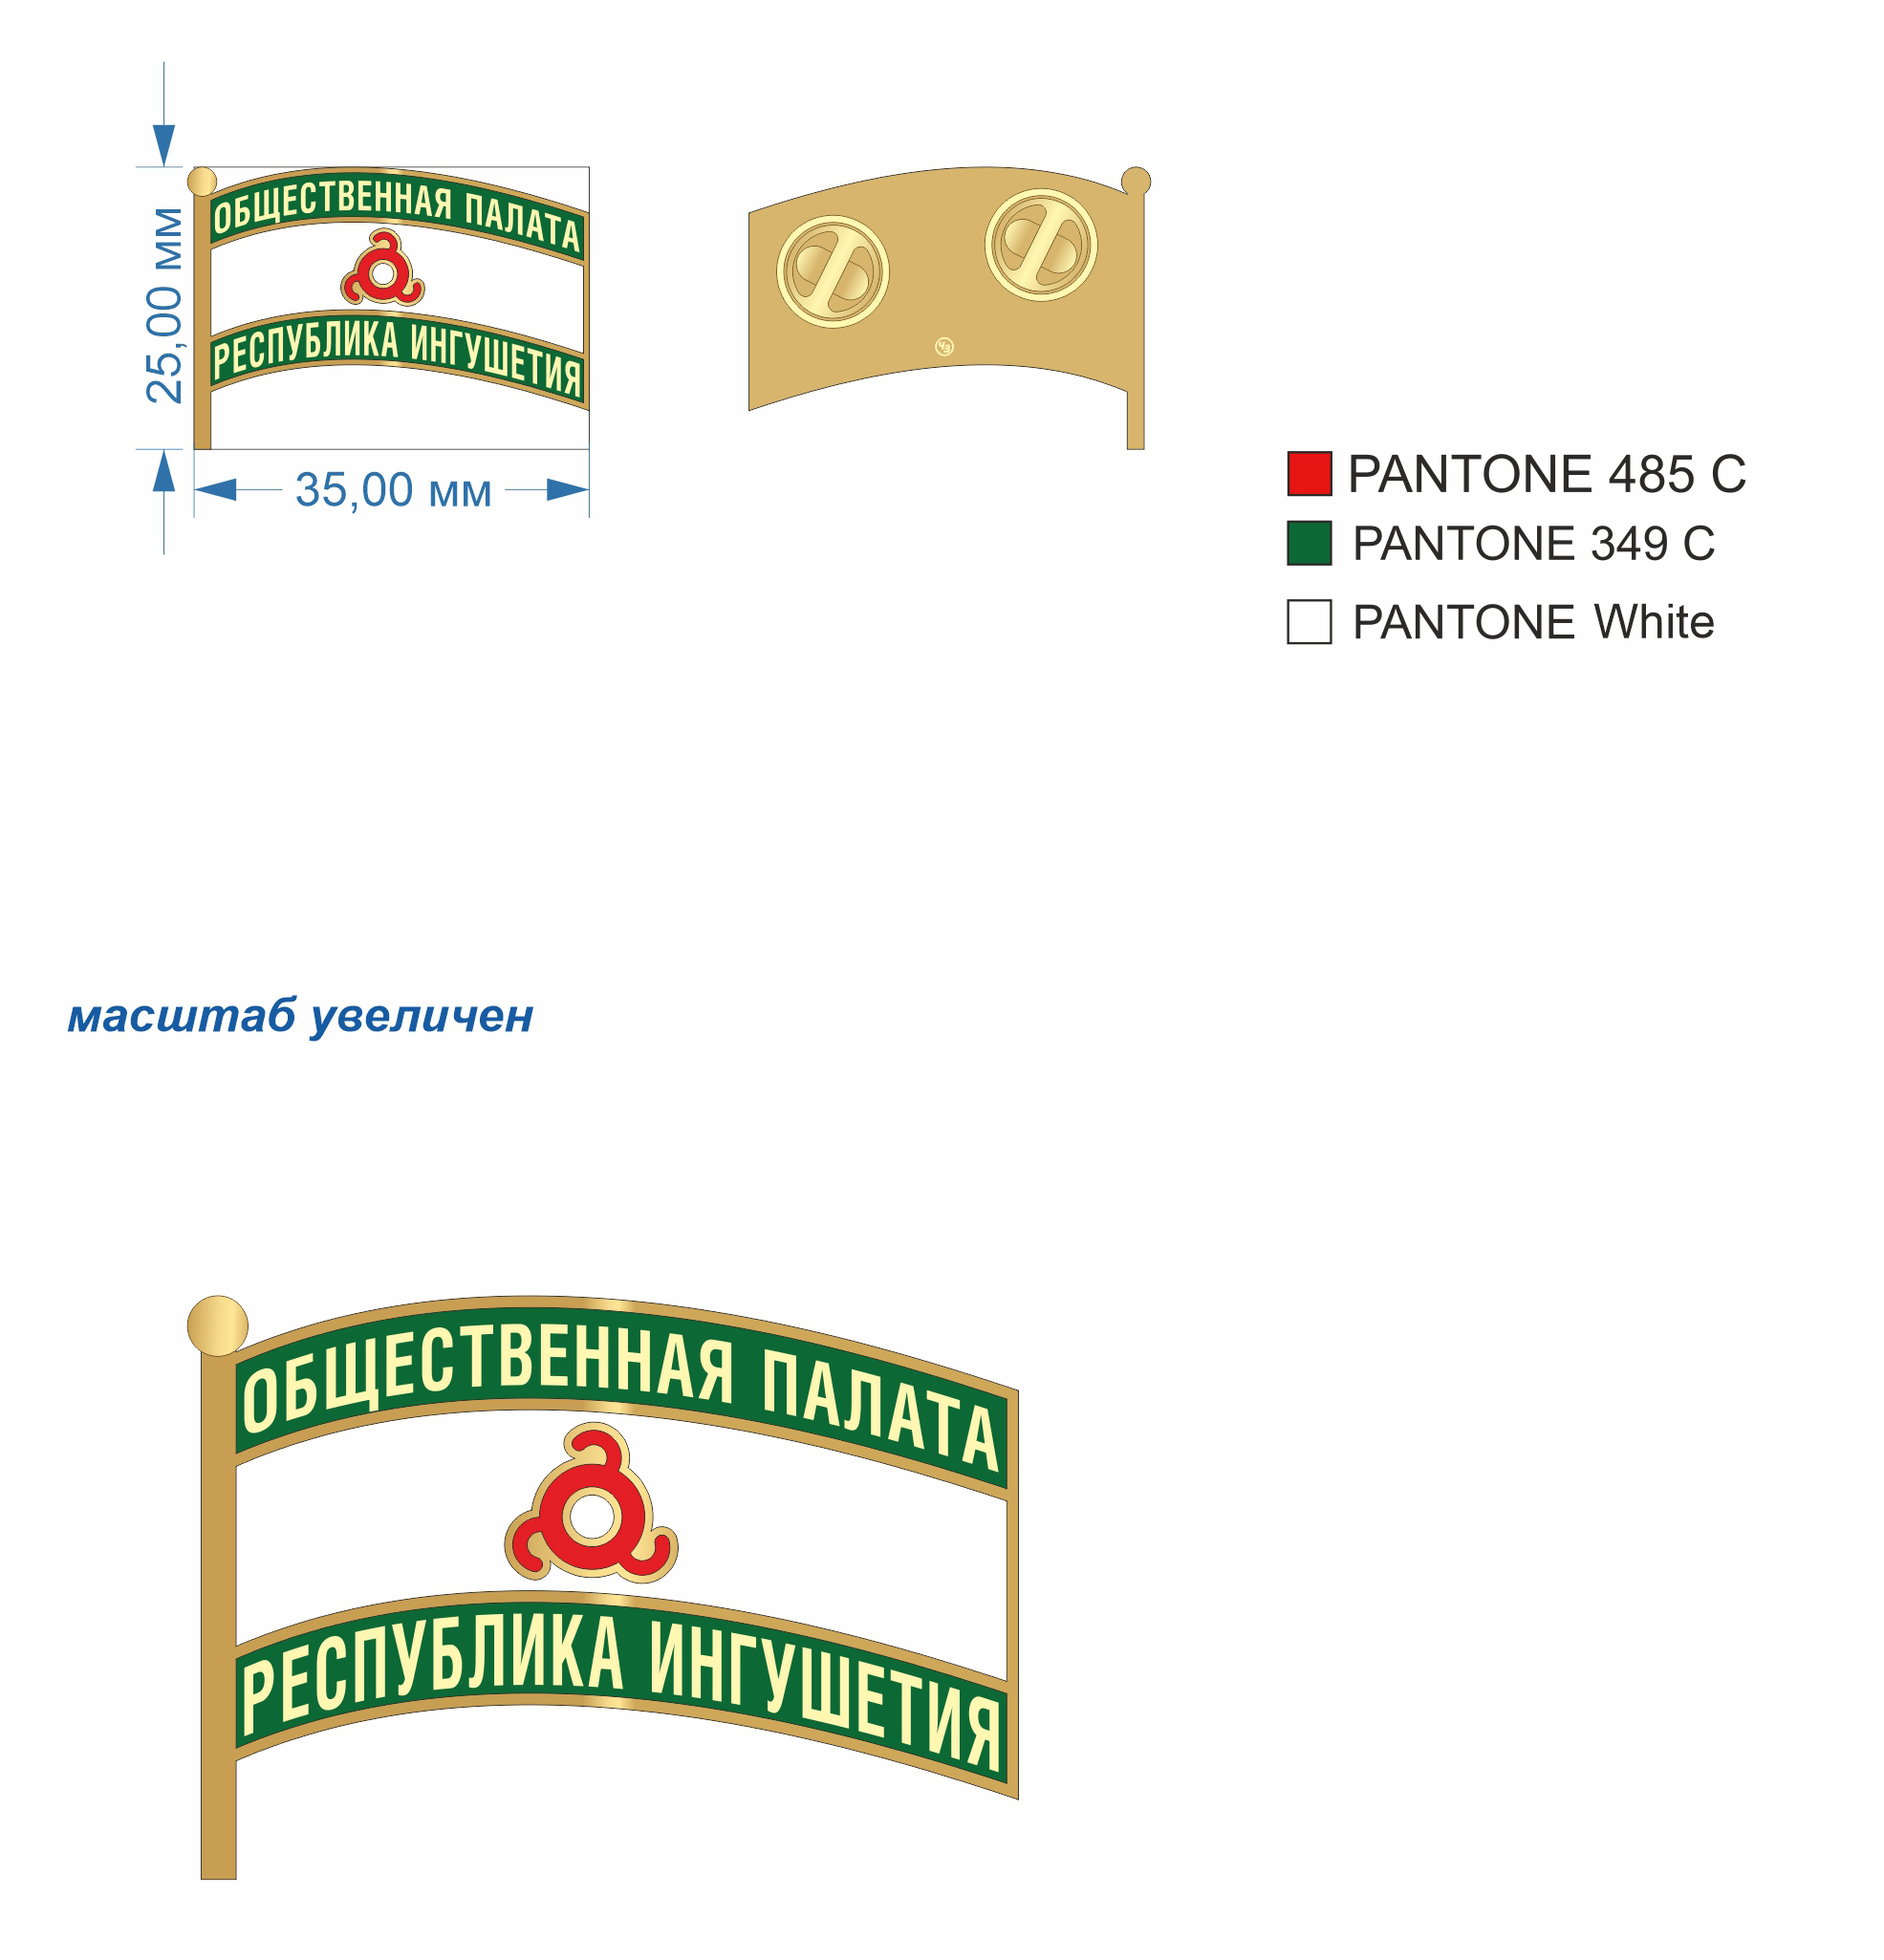 ОБЩЕСТВЕННАЯ ПАЛАТА
РЕСПУБЛИКА ИНГУШЕТИЯ
25,00 мм
35,00 мм
ЧЗ
PANTONE 485 C
PANTONE 349 C
PANTONE White
масштаб увеличен
ОБЩЕСТВЕННАЯ ПАЛАТА
РЕСПУБЛИКА ИНГУШЕТИЯ